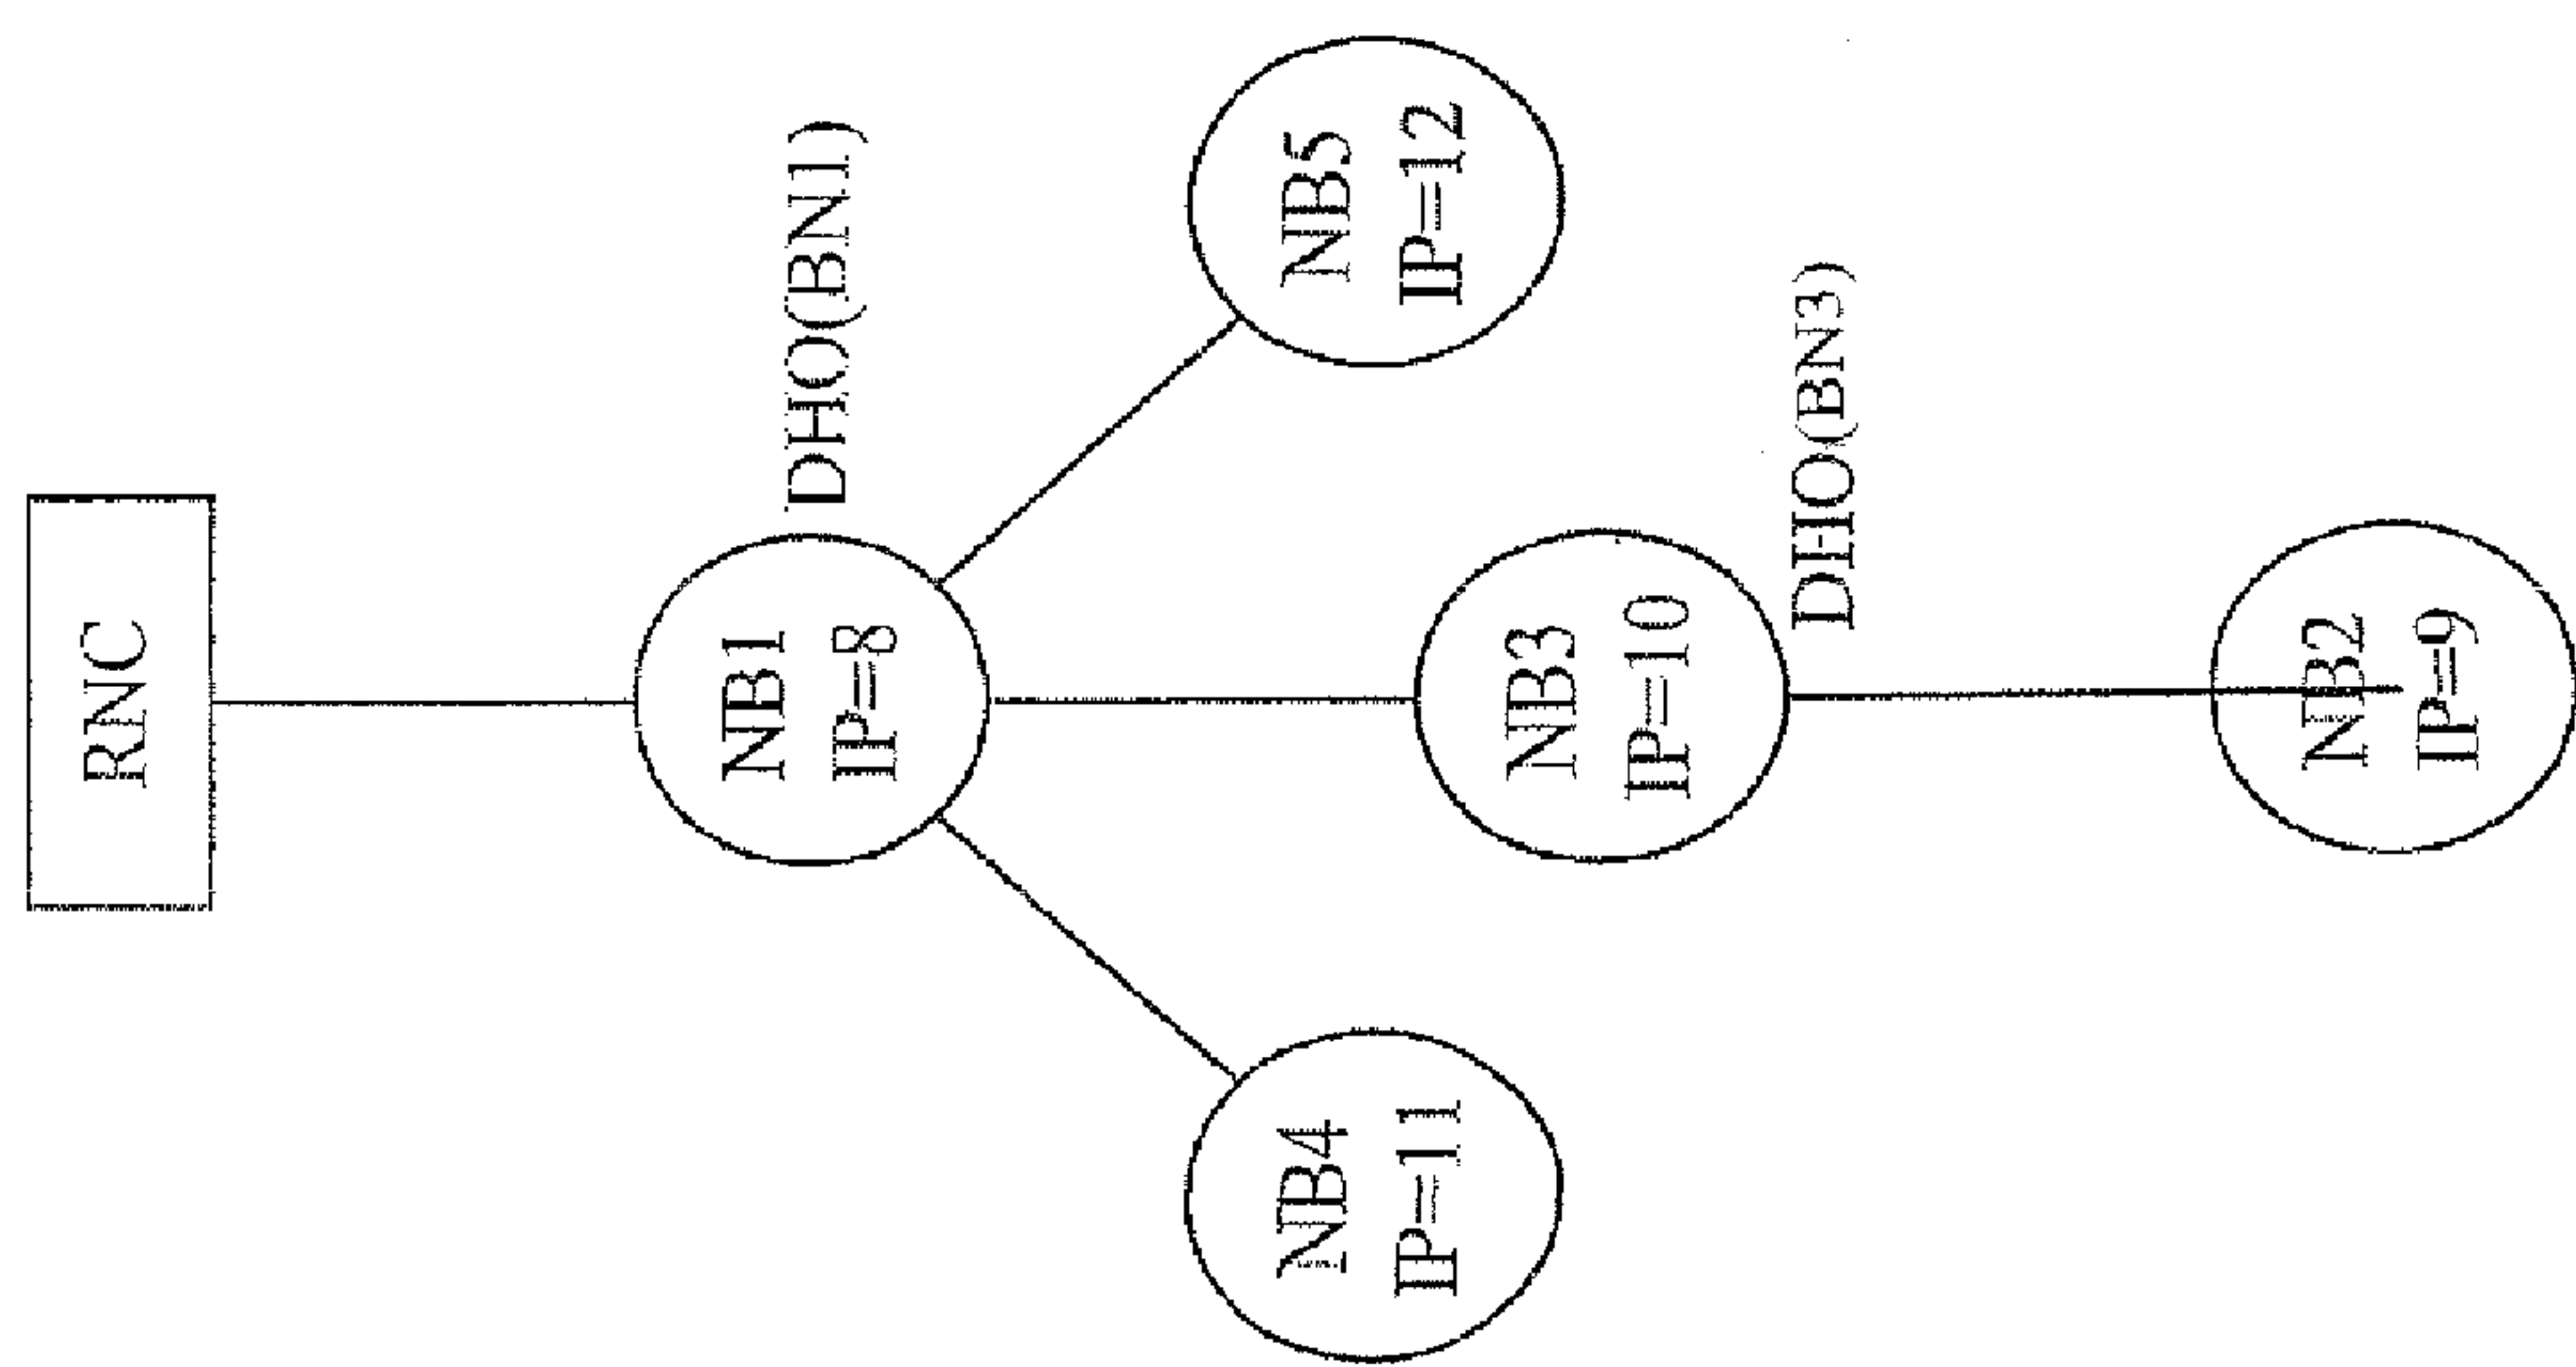 RNC
NB1
IP=8
DHO(BN1)
NB5
IP=12
NB4
IP=11
NB3
IP=10
DHO(BN3)
NB2
IP=9